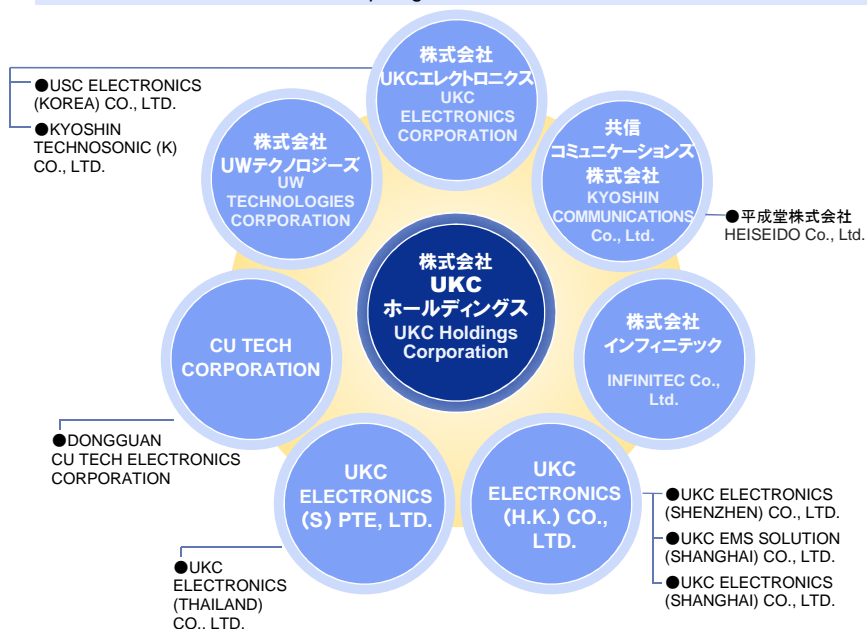 株式会社
UKCエレクトロニクス
UKC
ELECTRONICS
CORPORATION
●USC ELECTRONICS
(KOREA) CO., LTD.
●KYOSHIN
TECHNOSONIC (K)
CO., LTD.
株式会社
UWテクノロジーズ
UW
TECHNOLOGIES
CORPORATION
共信
コミュニケーションズ
株式会社
KYOSHIN
COMMUNICATIONS
Co., Ltd.
●平成堂株式会社
HEISEIDO Co., Ltd.
株式会社
UKC
ホールディングス
UKC Holdings
Corporation
CU TECH
CORPORATION
株式会社
インフィニテック
INFINITEC Co.,
Ltd.
●DONGGUAN
CU TECH ELECTRONICS
CORPORATION
UKC
ELECTRONICS
(S) PTE, LTD.
UKC
ELECTRONICS
(H.K.) CO.,
LTD.
●UKC ELECTRONICS
(SHENZHEN) CO., LTD.
●UKC EMS SOLUTION
(SHANGHAI) CO., LTD.
●UKC ELECTRONICS
(SHANGHAI) CO., LTD.
●UKC
ELECTRONICS
(THAILAND)
CO., LTD.